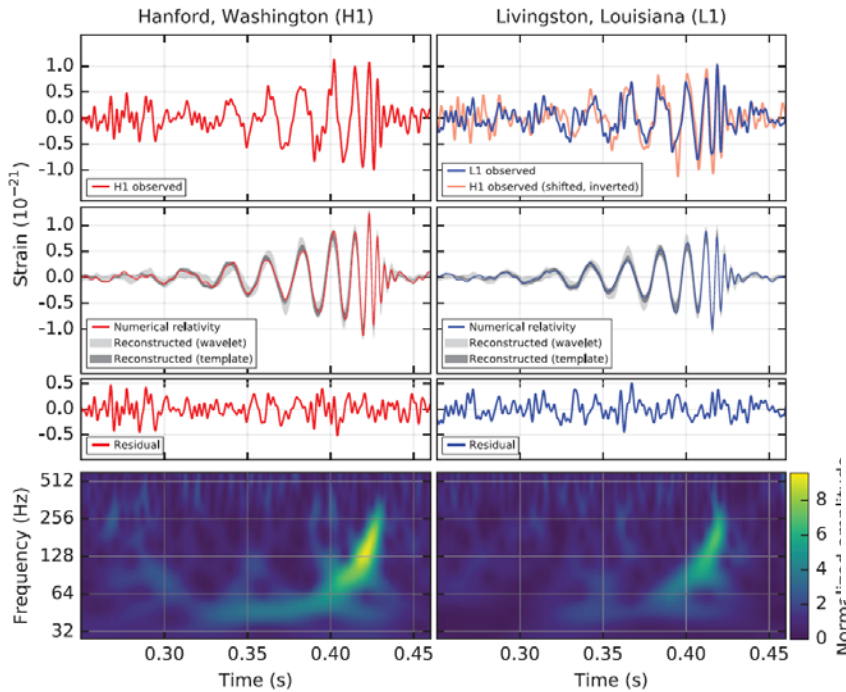 Hanford, Washington (H1)
Livingston, Louisiana (L1)
Strain (10⁻²¹)
1.0
0.5
0.0
-0.5
-1.0
H1 observed
L1 observed
H1 observed (shifted, inverted)
1.0
0.5
0.0
-0.5
-1.0
Numerical relativity
Reconstructed (wavelet)
Reconstructed (template)
Numerical relativity
Reconstructed (wavelet)
Reconstructed (template)
0.5
0.0
-0.5
Residual
Residual
Frequency (Hz)
512
256
128
64
32
0.30
0.35
0.40
0.45
Time (s)
0.30
0.35
0.40
0.45
Time (s)
8
6
4
2
0
Normalized amplitude